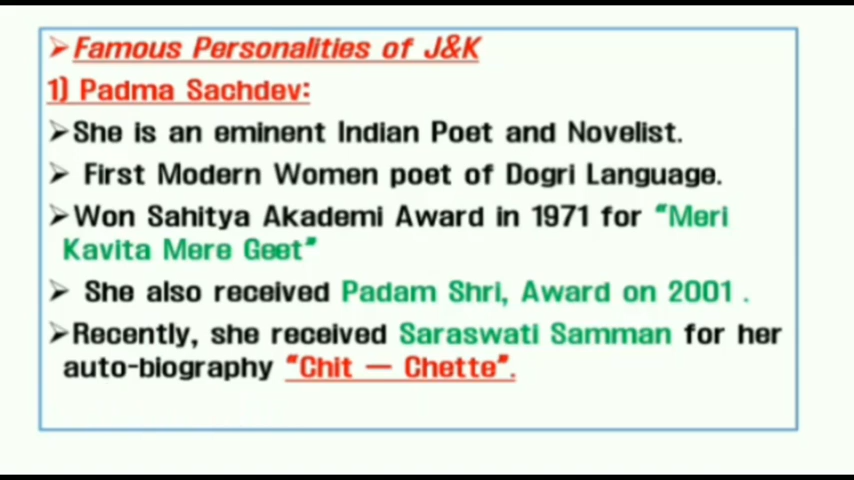 ➢Famous Personalities of J&K
1) Padma Sachdev:
➢She is an eminent Indian Poet and Novelist.
➢ First Modern Women poet of Dogri Language.
➢Won Sahitya Akademi Award in 1971 for “Meri
Kavita Mere Geet”
➢ She also received Padam Shri, Award on 2001 .
➢Recently, she received Saraswati Samman for her
auto-biography “Chit – Chette”.